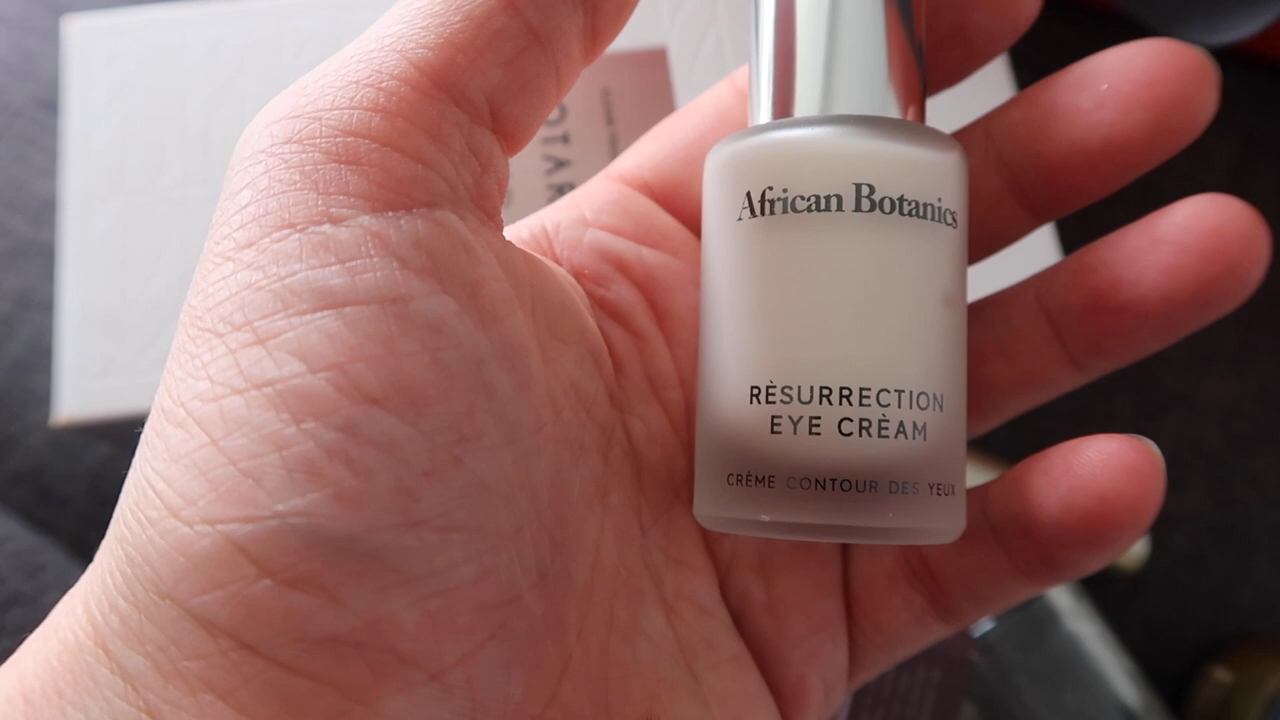 African Botanics
RÈSURRECTION
EYE CRÈAM
CRÈME CONTOUR DES YEUX